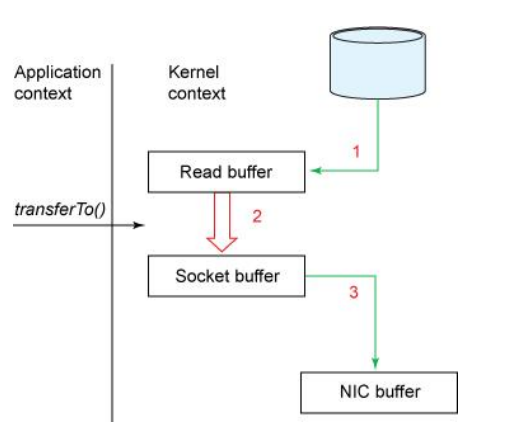 Application
context
Kernel
context
1
Read buffer
transferTo()
2
Socket buffer
3
NIC buffer